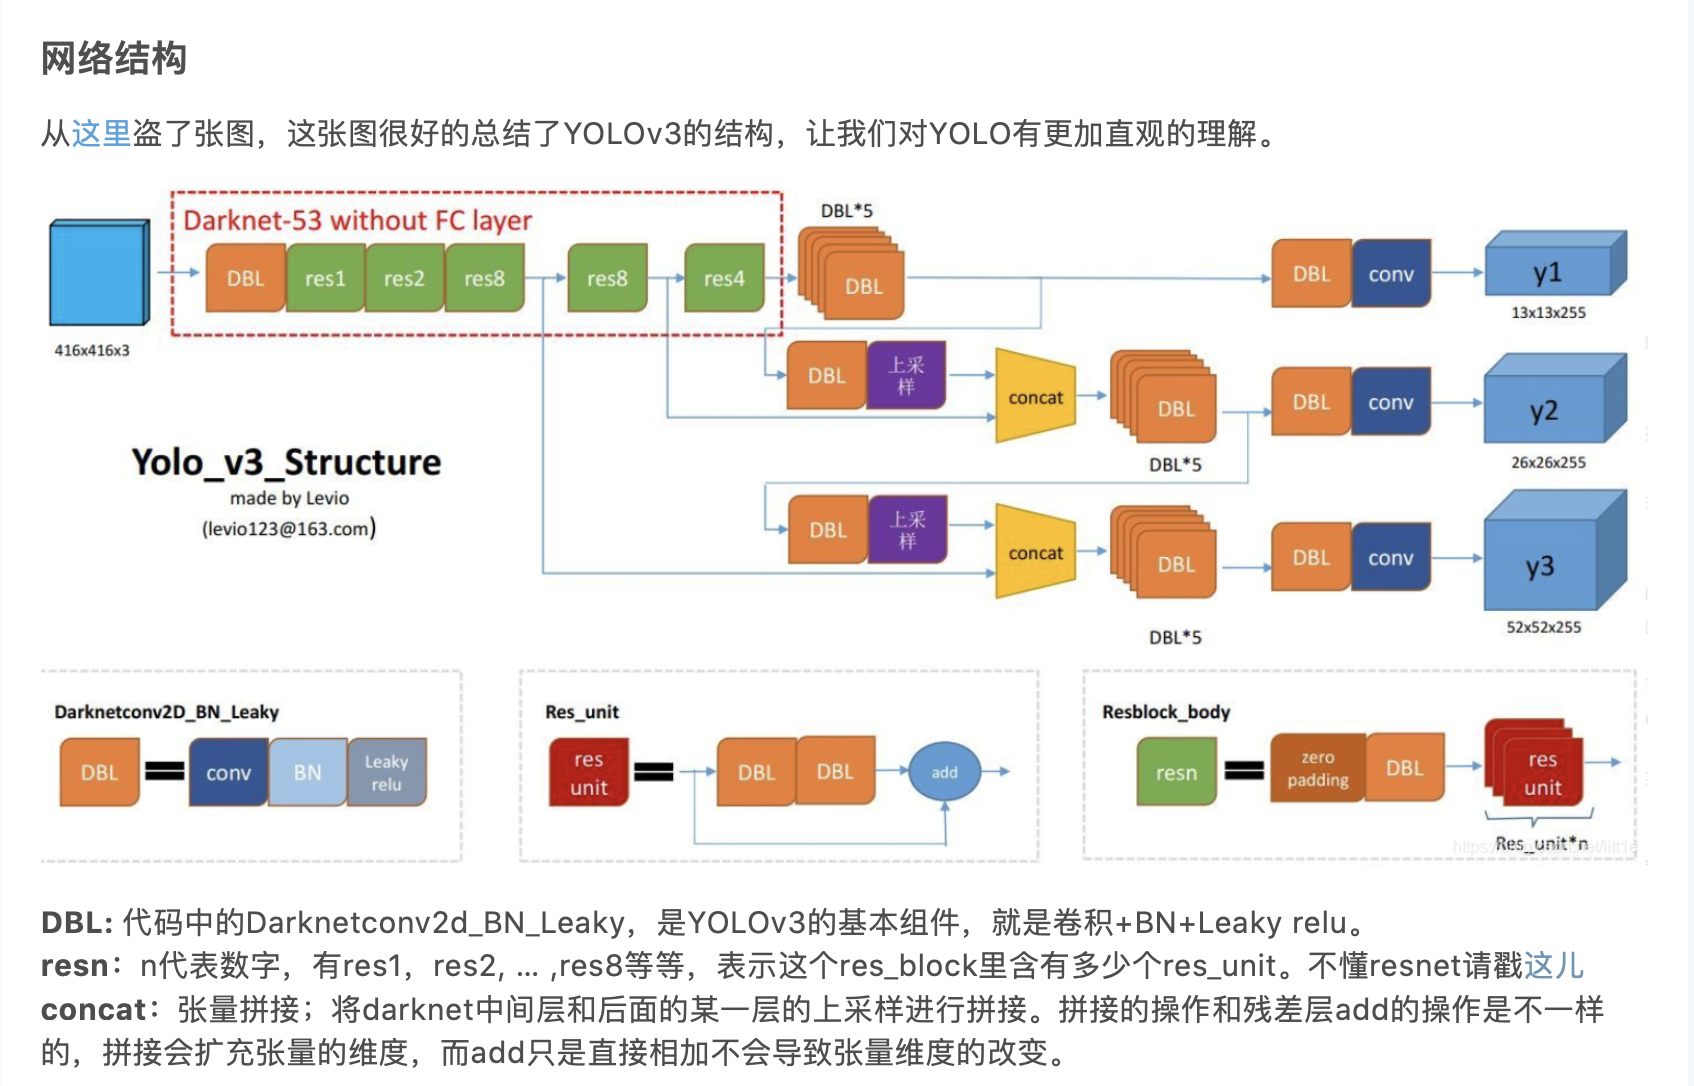 网络结构
从这里盗了张图，这张图很好的总结了YOLOv3的结构，让我们对YOLO有更加直观的理解。
Darknet-53 without FC layer
DBL*5
DBL
res1
res2
res8
res8
res4
DBL
DBL
conv
y1
13x13x255
416x416x3
DBL
上采
样
concat
DBL
DBL*5
DBL
conv
y2
26x26x255
Yolo_v3_Structure
made by Levio
(levio123@163.com)
DBL
上采
样
concat
DBL
DBL*5
DBL
conv
y3
52x52x255
Darknetconv2D_BN_Leaky
DBL
conv
BN
Leaky
relu
Res_unit
res
unit
DBL
DBL
add
Resblock_body
resn
zero
padding
DBL
res
unit
Res_unit*n
DBL: 代码中的Darknetconv2d_BN_Leaky，是YOLOv3的基本组件，就是卷积+BN+Leaky relu。
resn：n代表数字，有res1，res2, … ,res8等等，表示这个res_block里含有多少个res_unit。不懂resnet请戳这儿
concat：张量拼接；将darknet中间层和后面的某一层的上采样进行拼接。拼接的操作和残差层add的操作是不一样
的，拼接会扩充张量的维度，而add只是直接相加不会导致张量维度的改变。